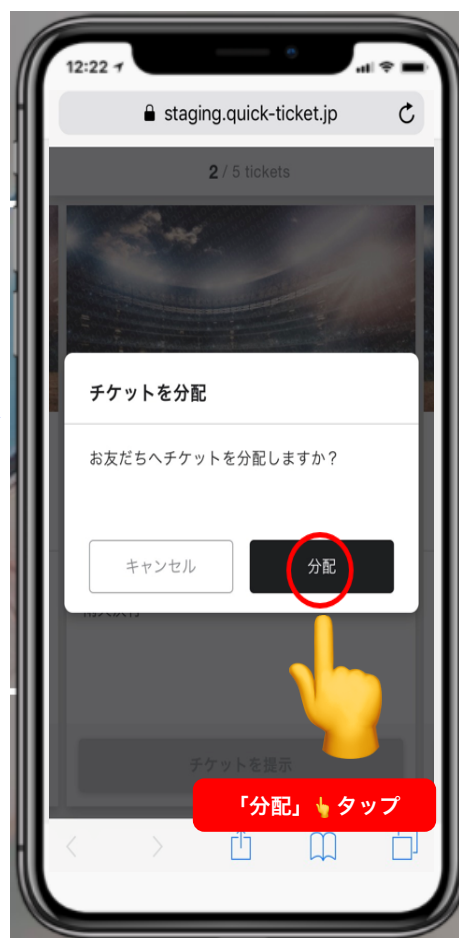 12:22
staging.quick-ticket.jp
2 / 5 tickets
チケットを分配
お友だちへチケットを分配しますか？
キャンセル
分配
チケットを提示
「分配」👆タップ